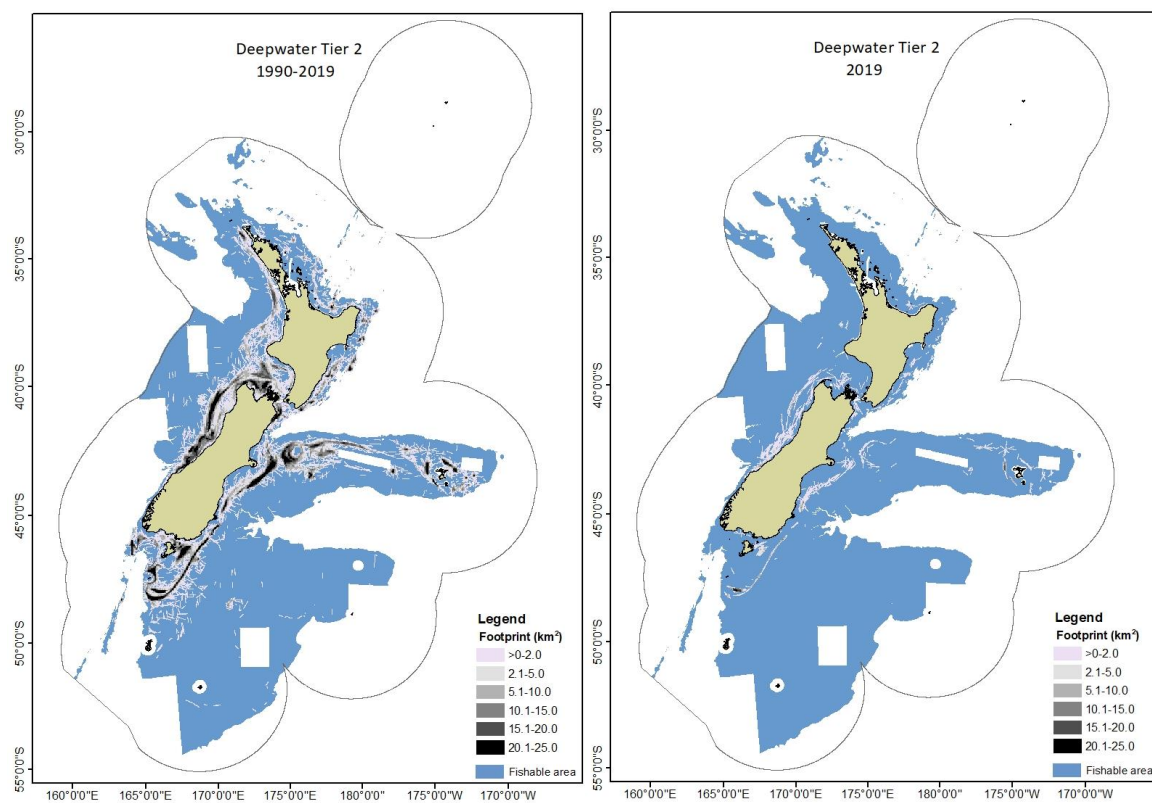 Deepwater Tier 2
1990-2019
30°0'0"S
35°0'0"S
40°0'0"S
45°0'0"S
50°0'0"S
55°0'0"S
Legend
Footprint (km²)
>0-2.0
2.1-5.0
5.1-10.0
10.1-15.0
15.1-20.0
20.1-25.0
Fishable area
160°0'0"E 165°0'0"E 170°0'0"E 175°0'0"E 180°0'0" 175°0'0"W 170°0'0"W
Deepwater Tier 2
2019
30°0'0"S
35°0'0"S
40°0'0"S
45°0'0"S
50°0'0"S
55°0'0"S
Legend
Footprint (km²)
>0-2.0
2.1-5.0
5.1-10.0
10.1-15.0
15.1-20.0
20.1-25.0
Fishable area
160°0'0"E 165°0'0"E 170°0'0"E 175°0'0"E 180°0'0" 175°0'0"W 170°0'0"W